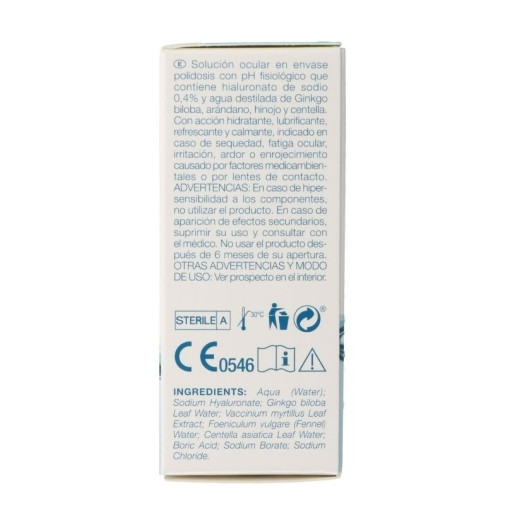 E Solución ocular en envase
polidosis con pH fisiológico que
contiene hialuronato de sodio
0,4% y agua destilada de Ginkgo
biloba, arándano, hinojo y centella.
Con acción hidratante, lubrificante,
refrescante y calmante, indicado en
caso de sequedad, fatiga ocular,
irritación, ardor o enrojecimiento
causado por factores medioambien-
tales o por lentes de contacto.
ADVERTENCIAS: En caso de hiper-
sensibilidad a los componentes,
no utilizar el producto. En caso de
aparición de efectos secundarios,
suprimir su uso y consultar con
el médico. No usar el producto des-
pués de 6 meses de su apertura.
OTRAS ADVERTENCIAS Y MODO
DE USO: Ver prospecto en el interior.
STERILE A 30°C
CE 0546 i
INGREDIENTS: Aqua (Water);
Sodium Hyaluronate; Ginkgo biloba
Leaf Water; Vaccinium myrtillus Leaf
Extract; Foeniculum vulgare (Fennel)
Water; Centella asiatica Leaf Water;
Boric Acid; Sodium Borate; Sodium
Chloride.